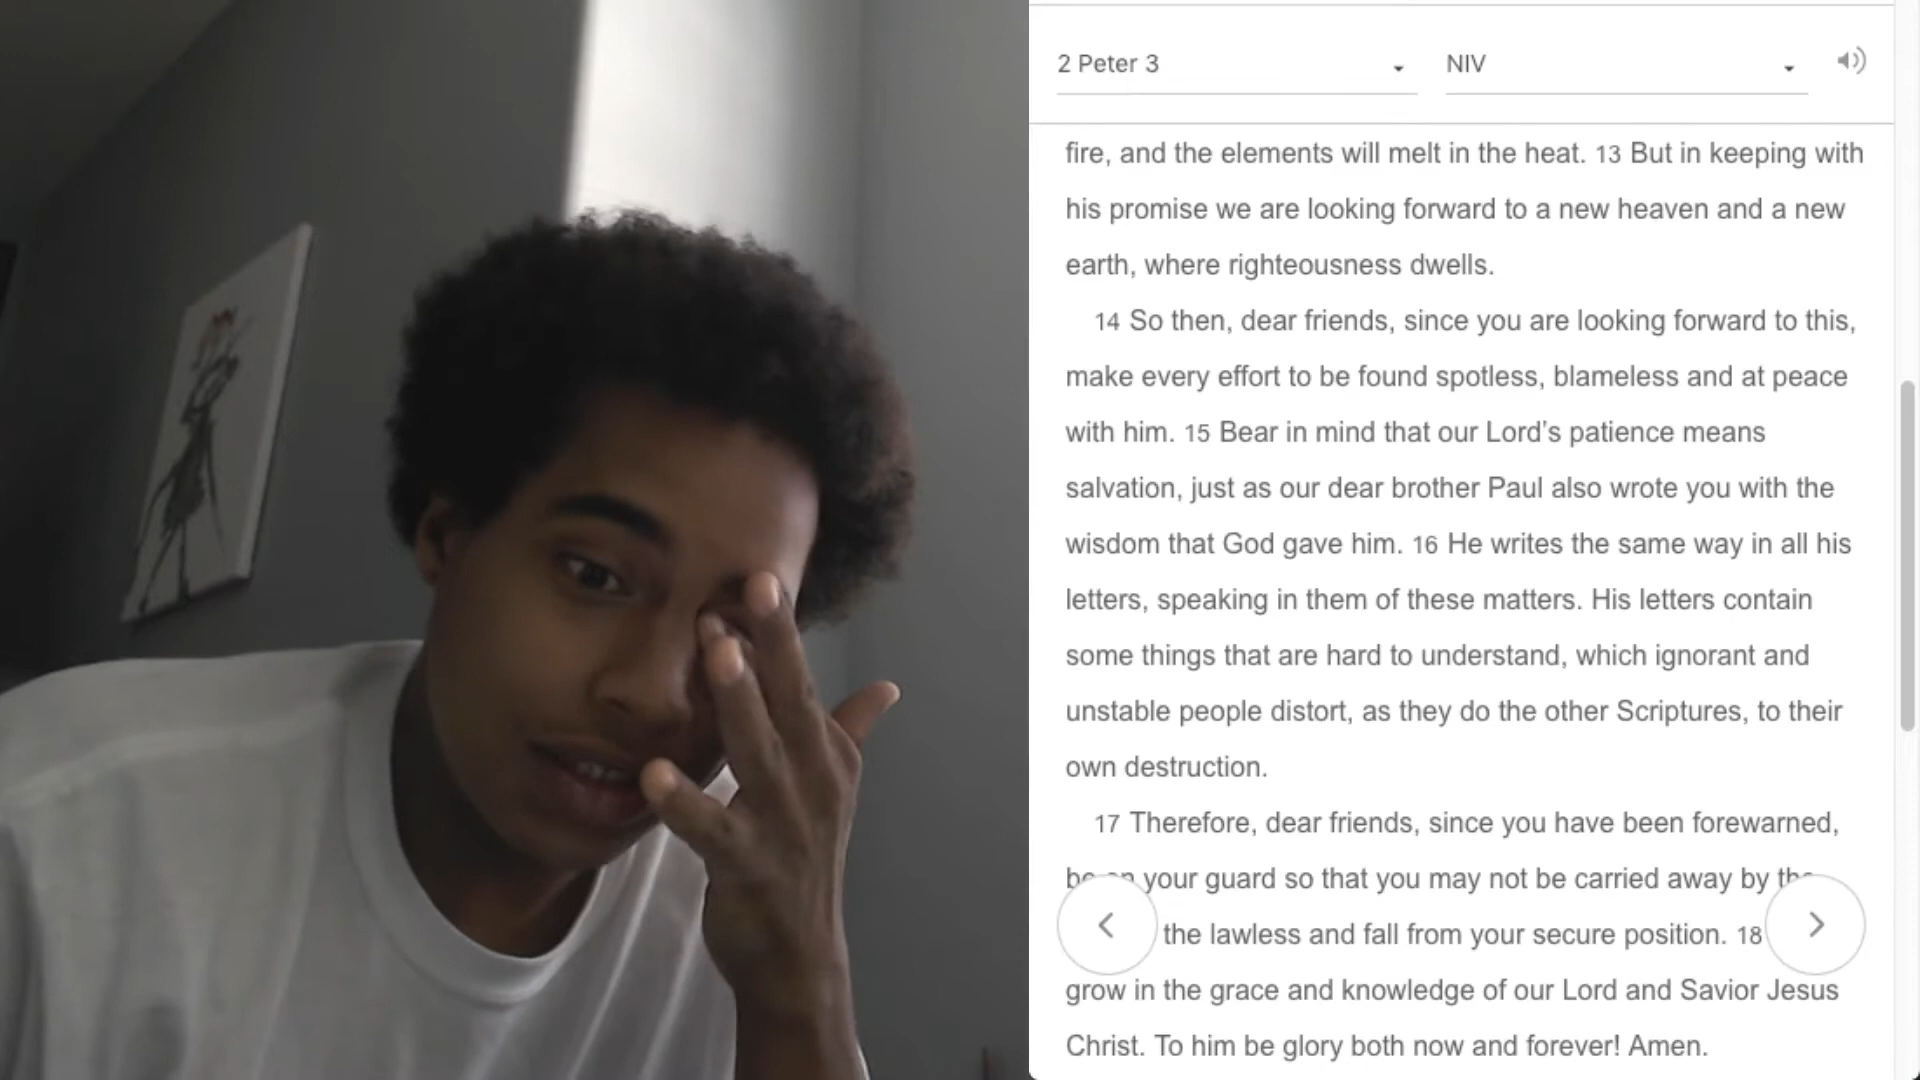 2 Peter 3
NIV
fire, and the elements will melt in the heat. 13 But in keeping with
his promise we are looking forward to a new heaven and a new
earth, where righteousness dwells.
14 So then, dear friends, since you are looking forward to this,
make every effort to be found spotless, blameless and at peace
with him. 15 Bear in mind that our Lord’s patience means
salvation, just as our dear brother Paul also wrote you with the
wisdom that God gave him. 16 He writes the same way in all his
letters, speaking in them of these matters. His letters contain
some things that are hard to understand, which ignorant and
unstable people distort, as they do the other Scriptures, to their
own destruction.
17 Therefore, dear friends, since you have been forewarned,
be on your guard so that you may not be carried away by the
the lawless and fall from your secure position. 18
grow in the grace and knowledge of our Lord and Savior Jesus
Christ. To him be glory both now and forever! Amen.